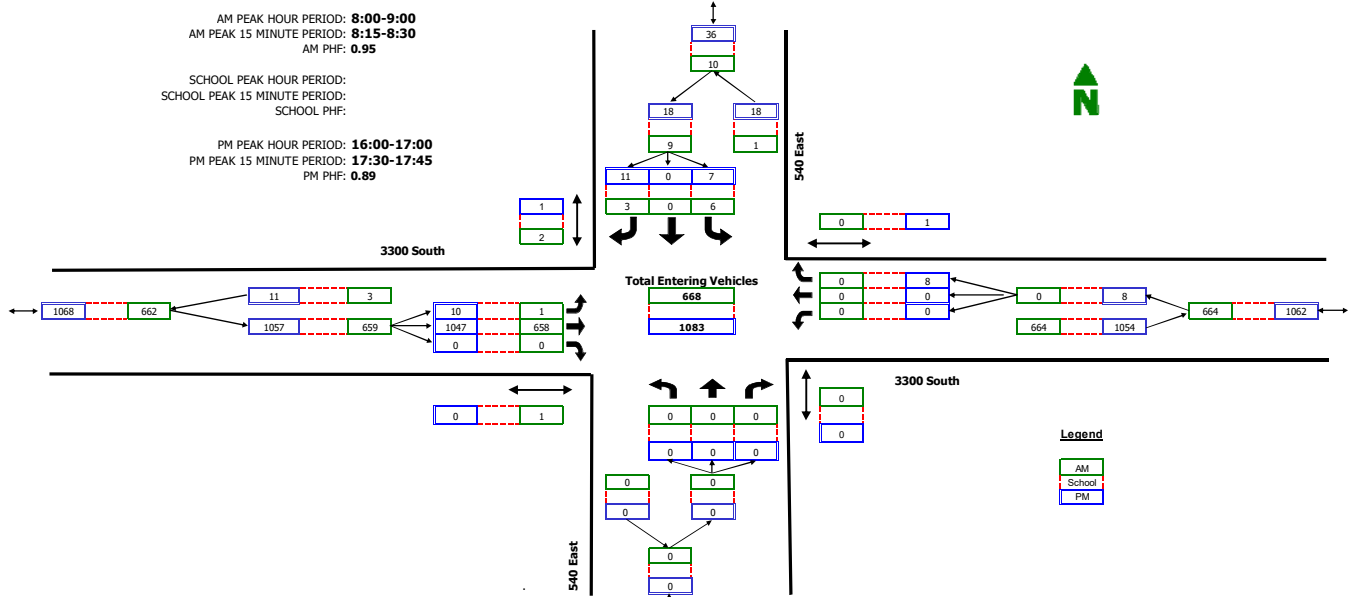 AM PEAK HOUR PERIOD: 8:00-9:00
AM PEAK 15 MINUTE PERIOD: 8:15-8:30
AM PHF: 0.95
SCHOOL PEAK HOUR PERIOD:
SCHOOL PEAK 15 MINUTE PERIOD:
SCHOOL PHF:
PM PEAK HOUR PERIOD: 16:00-17:00
PM PEAK 15 MINUTE PERIOD: 17:30-17:45
PM PHF: 0.89
36
10
18 18
9 1
11 0 7
3 0 6
540 East
N
1
2
0 1
3300 South
Total Entering Vehicles
668
1083
1068 662
11 3
1057 659
10 1
1047 658
0 0
0 8
0 0
0 0
0 8
664 1054
664 1062
3300 South
0 1
0
0
0 0 0
0 0 0
0 0
0 0
0
0
540 East
Legend
AM
School
PM